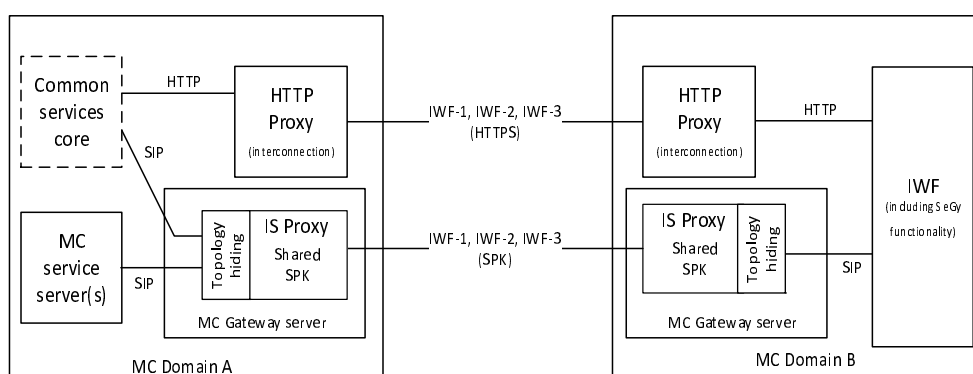 Common
services
core
HTTP
HTTP
Proxy
(interconnection)
SIP
MC
service
server(s)
SIP
Topology
hiding
IS Proxy
Shared
SPK
MC Gateway server
MC Domain A
IWF-1, IWF-2, IWF-3
(HTTPS)
IWF-1, IWF-2, IWF-3
(SPK)
HTTP
Proxy
(interconnection)
HTTP
IS Proxy
Shared
SPK
Topology
hiding
SIP
MC Gateway server
IWF
(including SeGy
functionality)
MC Domain B